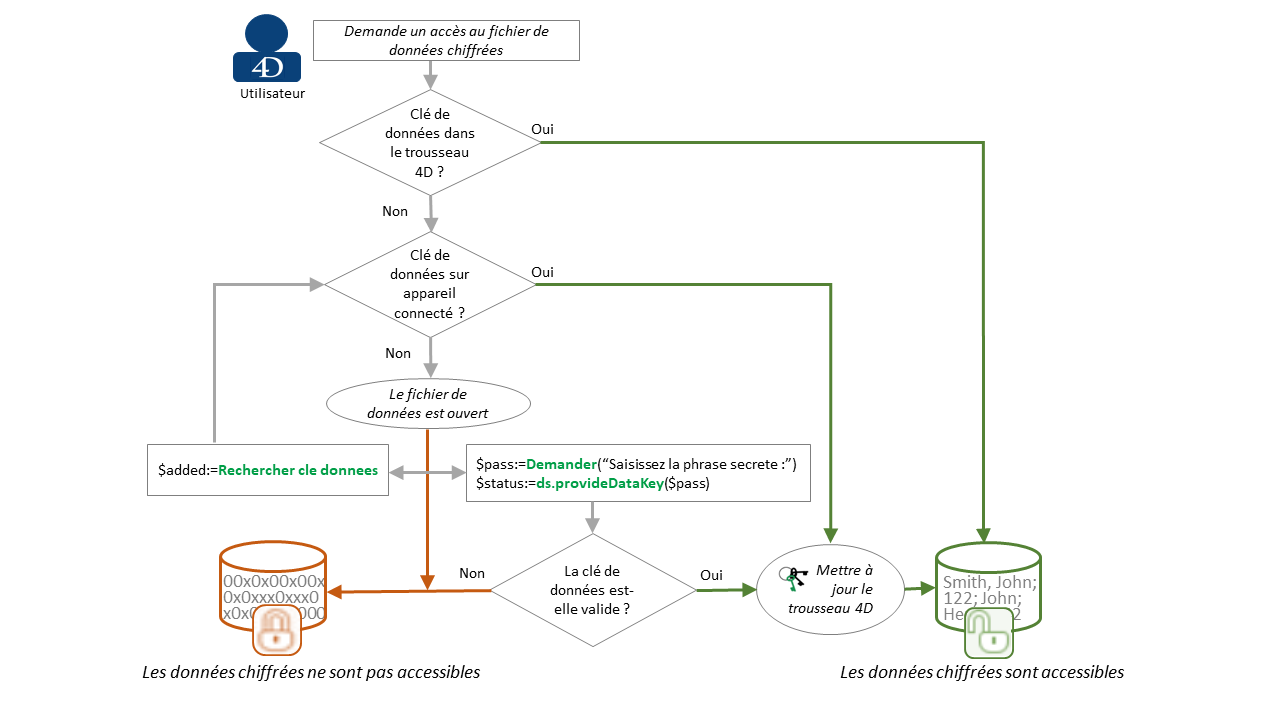 Demande un accès au fichier de
données chiffrées
4D
Utilisateur
Clé de
données dans
le trousseau
4D ?
Oui
Non
Clé de
données sur
appareil
connecté ?
Oui
Non
Le fichier de
données est ouvert
$added:=Rechercher cle donnees
$pass:=Demander(“Saisissez la phrase secrete :”)
$status:=ds.provideDataKey($pass)
La clé de
données est-
elle valide ?
Non
Oui
Mettre à
jour le
trousseau 4D
00x0x00x00x
0x0xxx0xxx0
x0x0 000
Smith, John;
122; John;
He 2
Les données chiffrées ne sont pas accessibles
Les données chiffrées sont accessibles